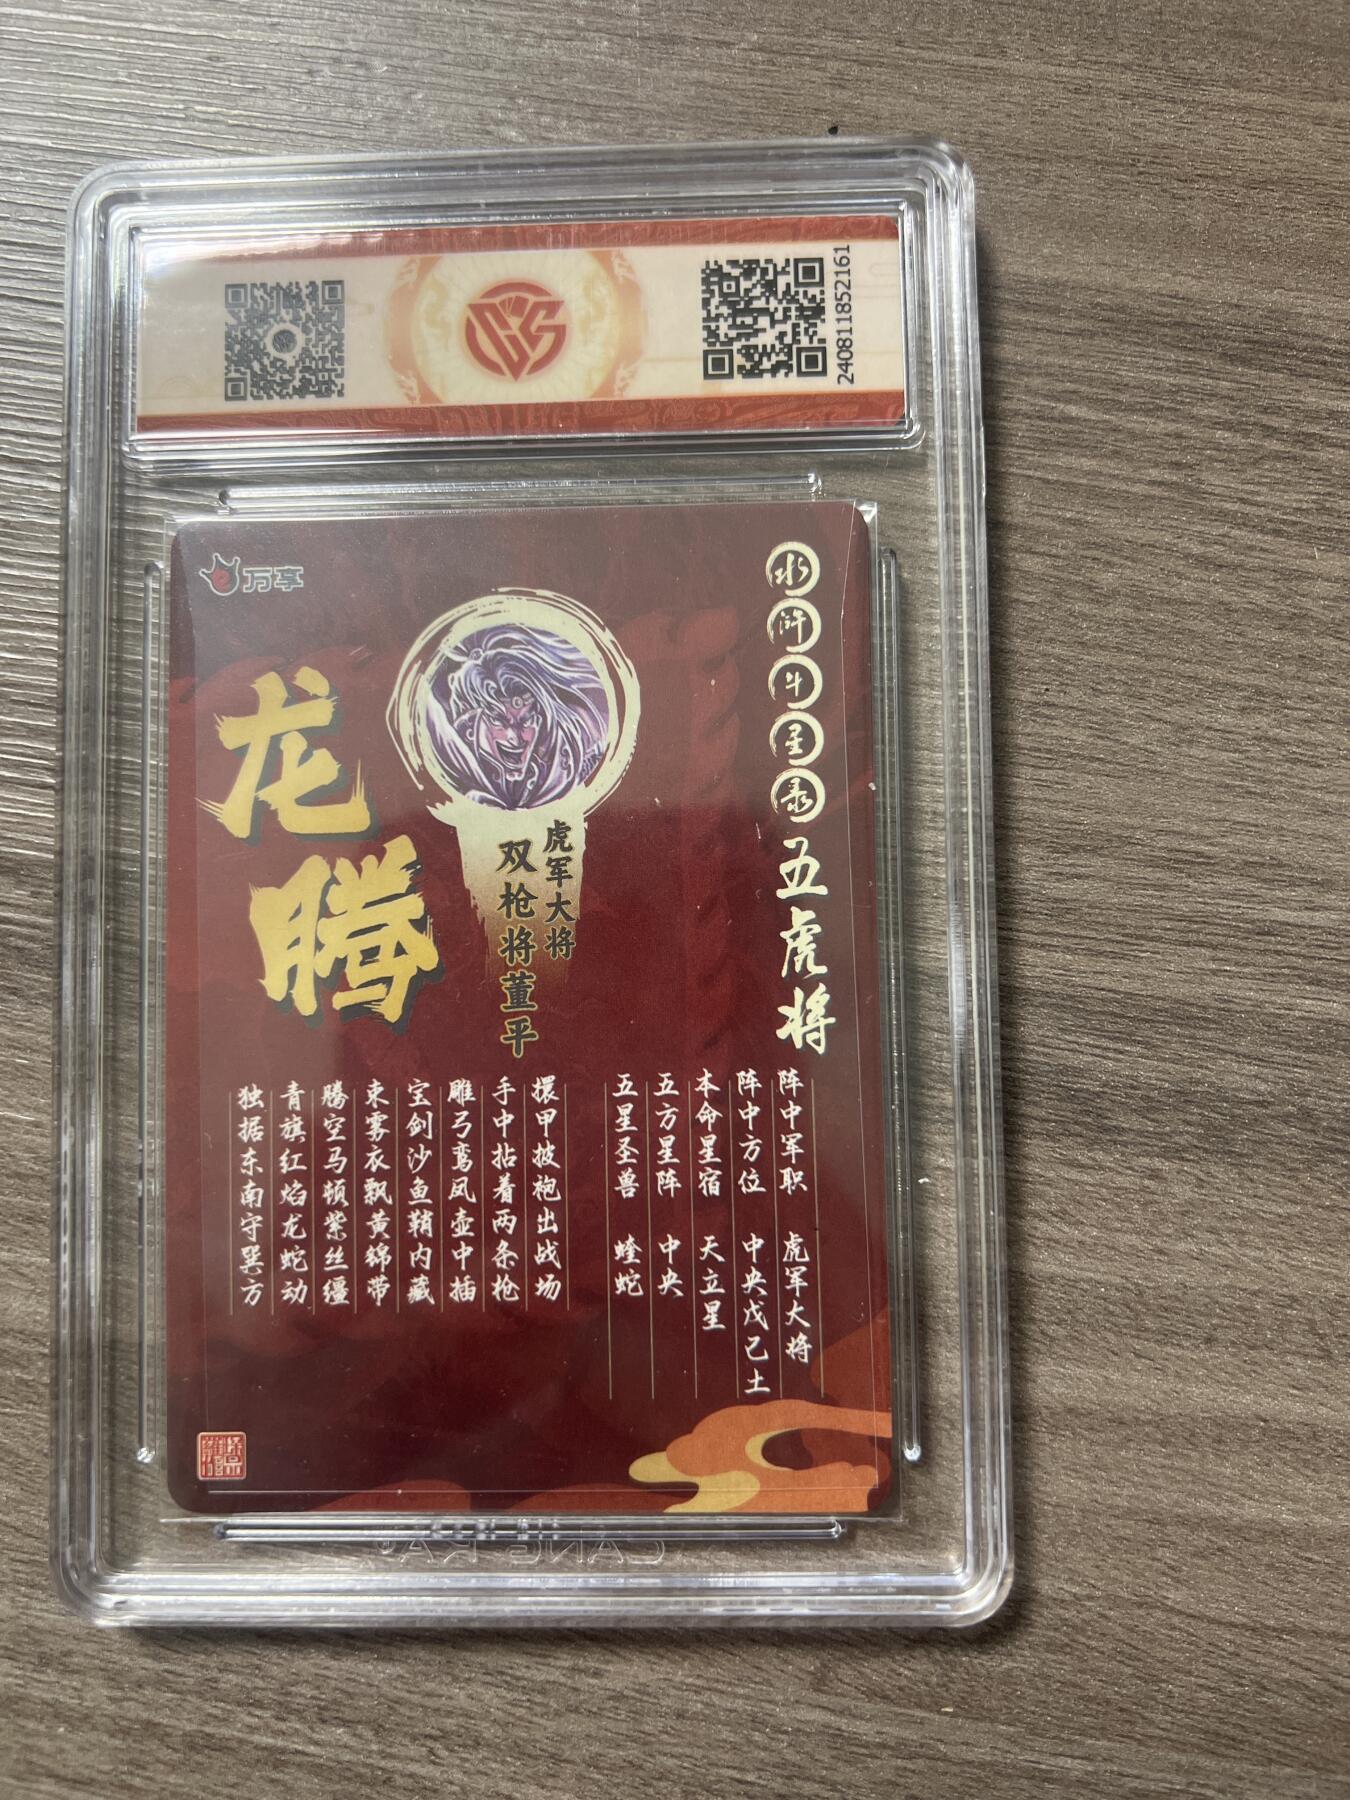 2408118852161
万享
水浒斗星录 五虎将
龙腾
虎军大将
双枪将董平
阵中军职 虎军大将
阵中方位 中央戊己土
本命星宿 天立星
五方星阵 中央
五星圣兽 螣蛇
擐甲披袍出战场
手中拈着两条枪
雕弓鸾凤壶中插
宝剑沙鱼鞘内藏
束雾衣飘黄锦带
腾空马顿紫丝缰
青旗红焰龙蛇动
独据东南守巽方